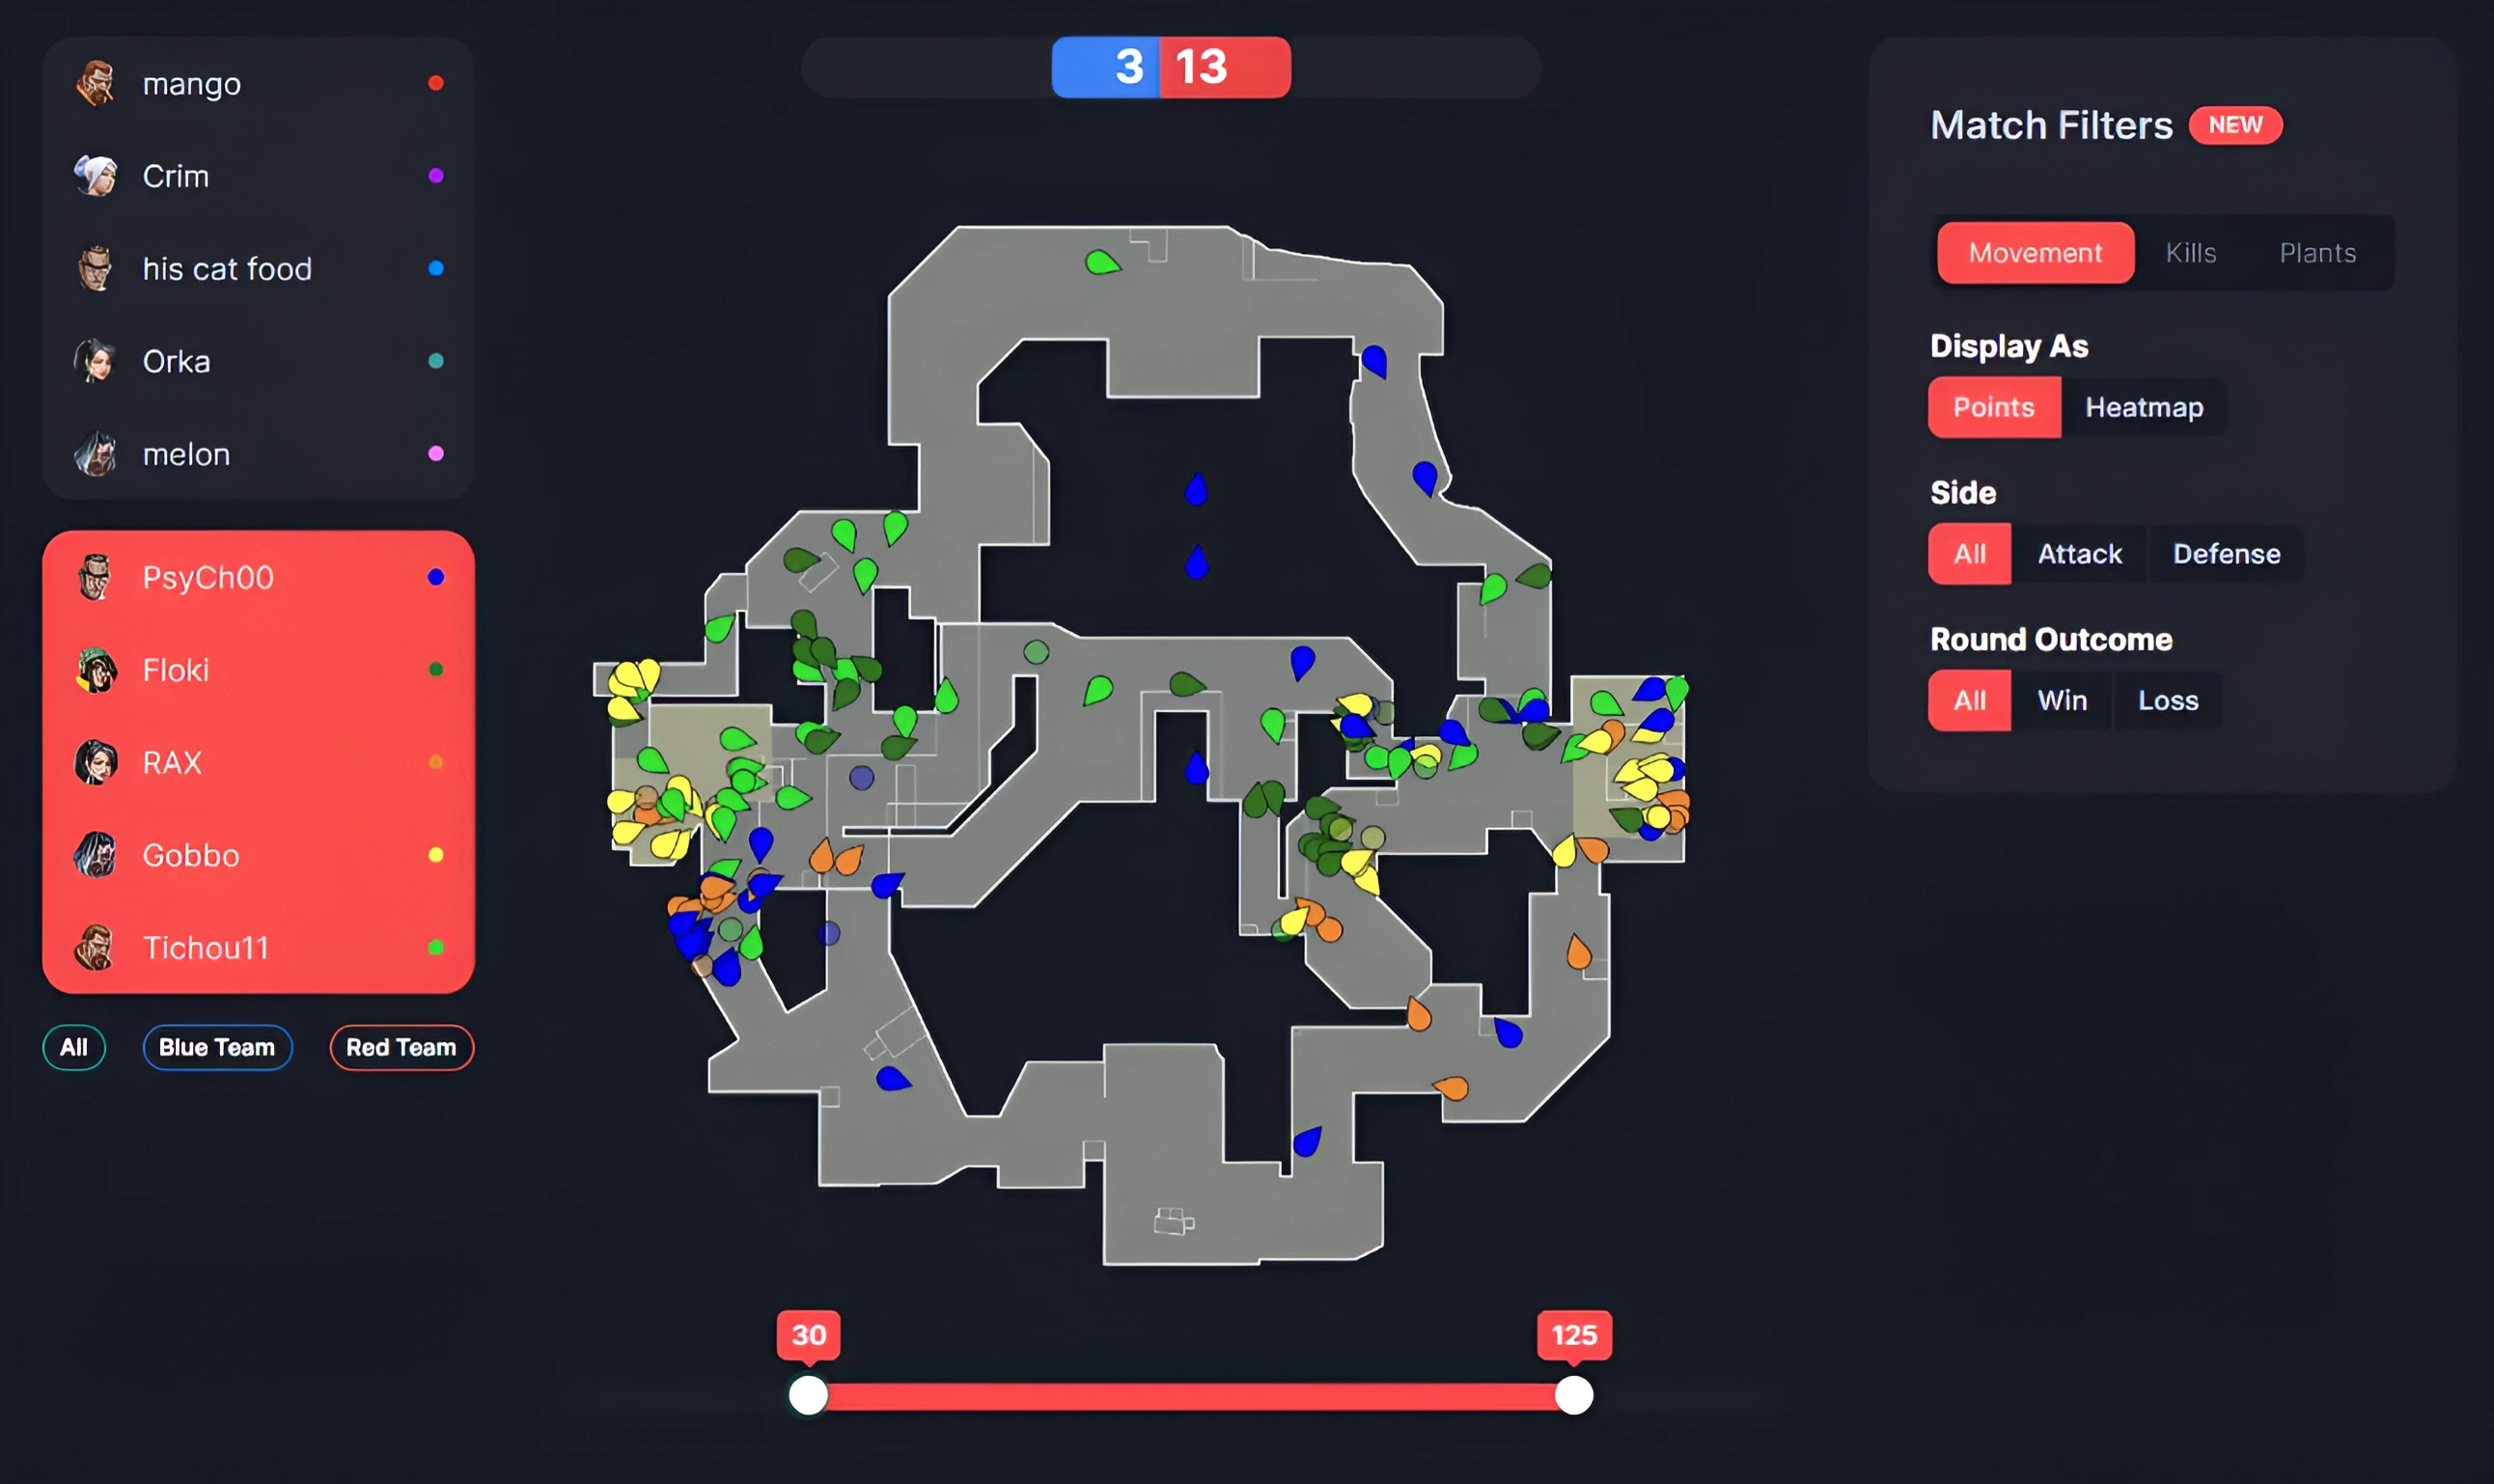 mango
Crim
his cat food
Orka
melon
PsyCh00
Floki
RAX
Gobbo
Tichou11
All Blue Team Red Team
3 13
30 125
Match Filters NEW
Movement Kills Plants
Display As
Points Heatmap
Side
All Attack Defense
Round Outcome
All Win Loss